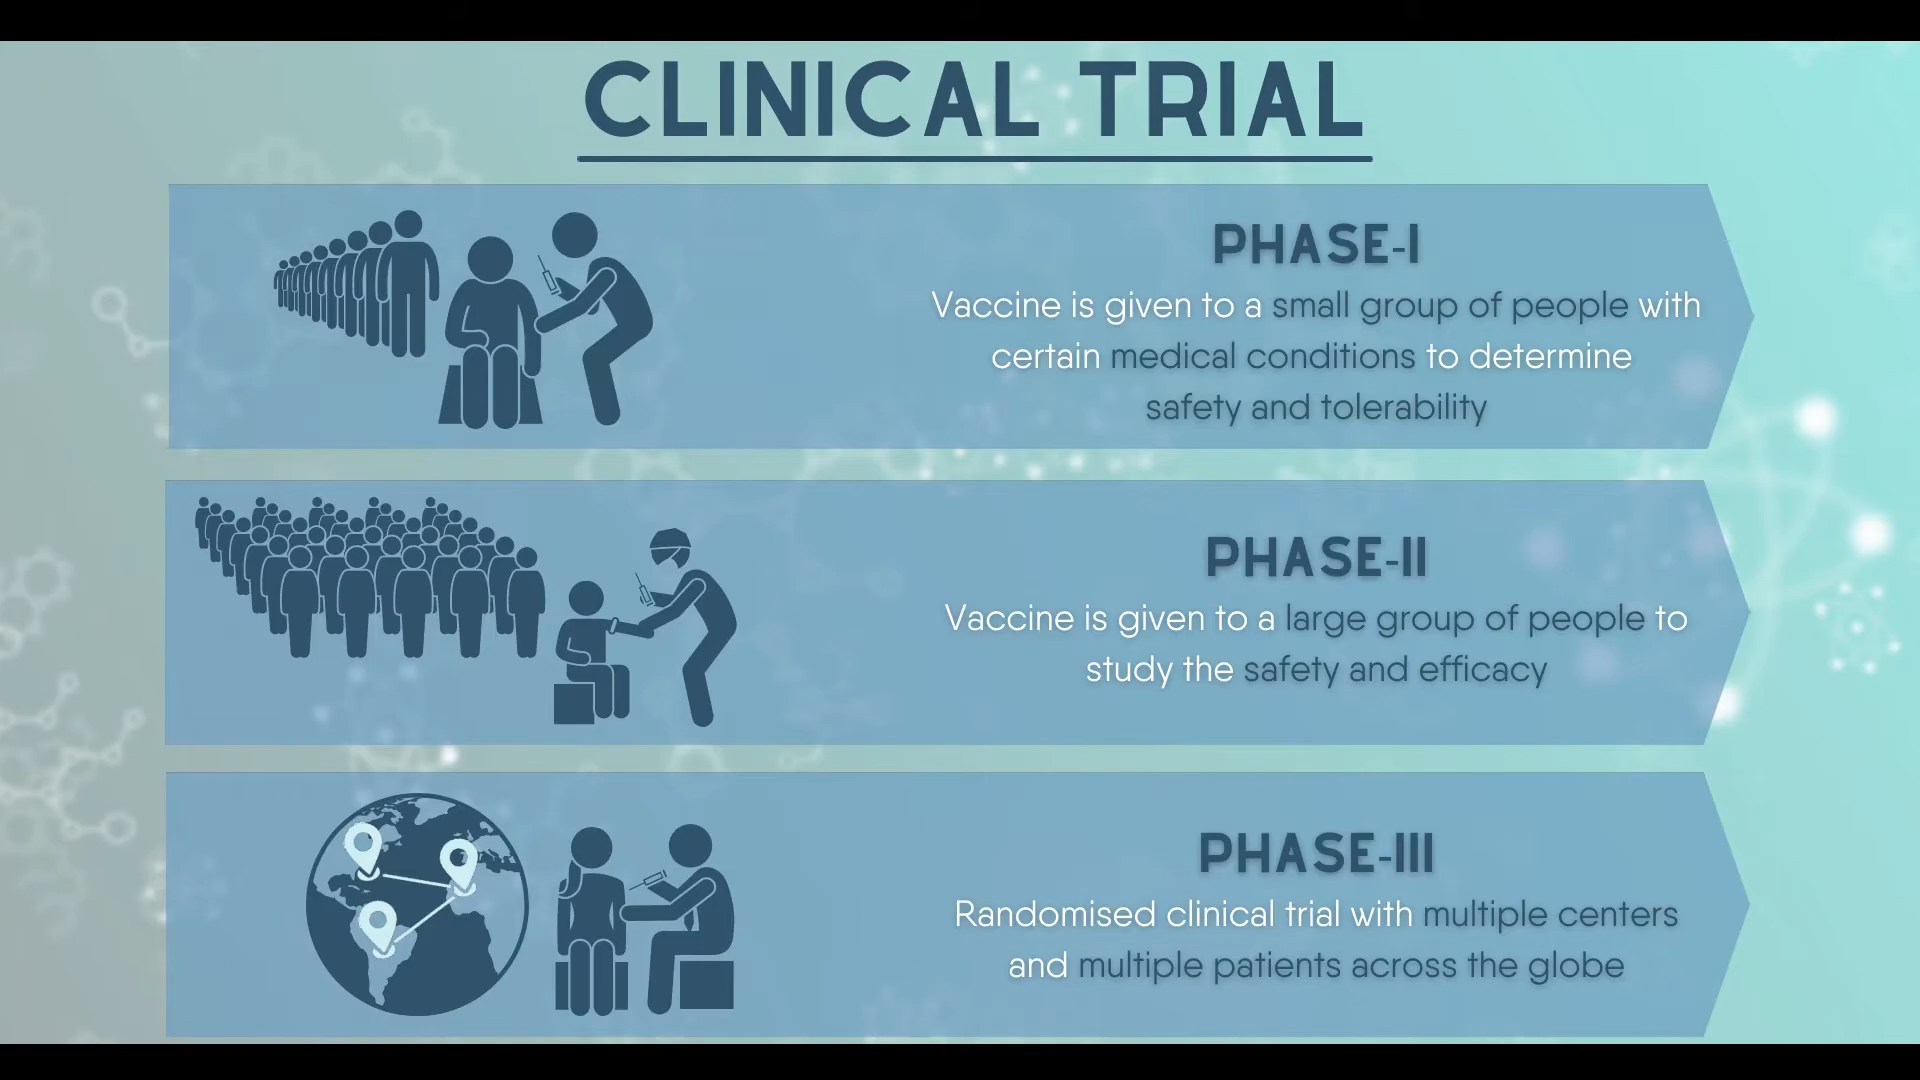 CLINICAL TRIAL
PHASE-I
Vaccine is given to a small group of people with
certain medical conditions to determine
safety and tolerability
PHASE-II
Vaccine is given to a large group of people to
study the safety and efficacy
PHASE-III
Randomised clinical trial with multiple centers
and multiple patients across the globe